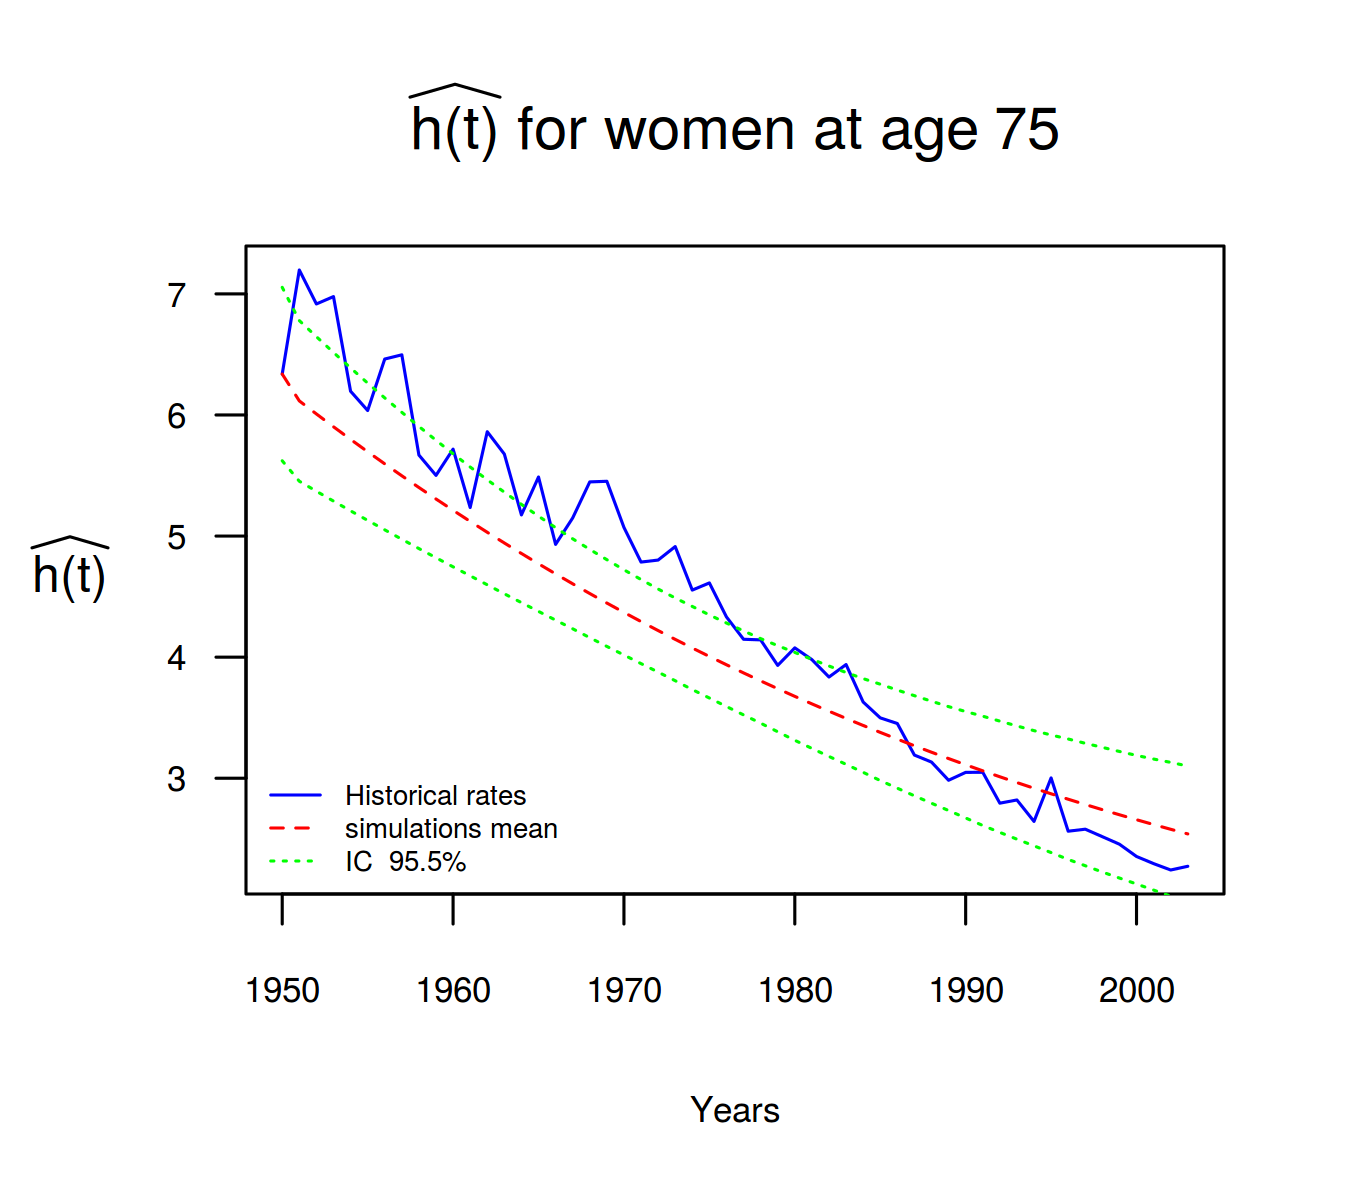 h(t) for women at age 75
7
6
5
4
3
h(t)
Historical rates
simulations mean
IC 95.5%
1950 1960 1970 1980 1990 2000
Years